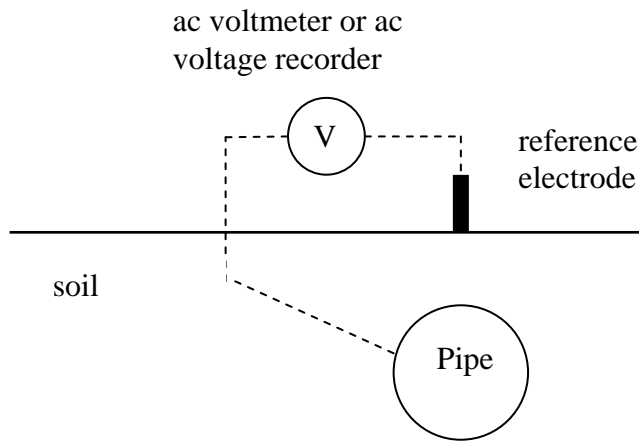 ac voltmeter or ac
voltage recorder
V
reference
electrode
soil
Pipe